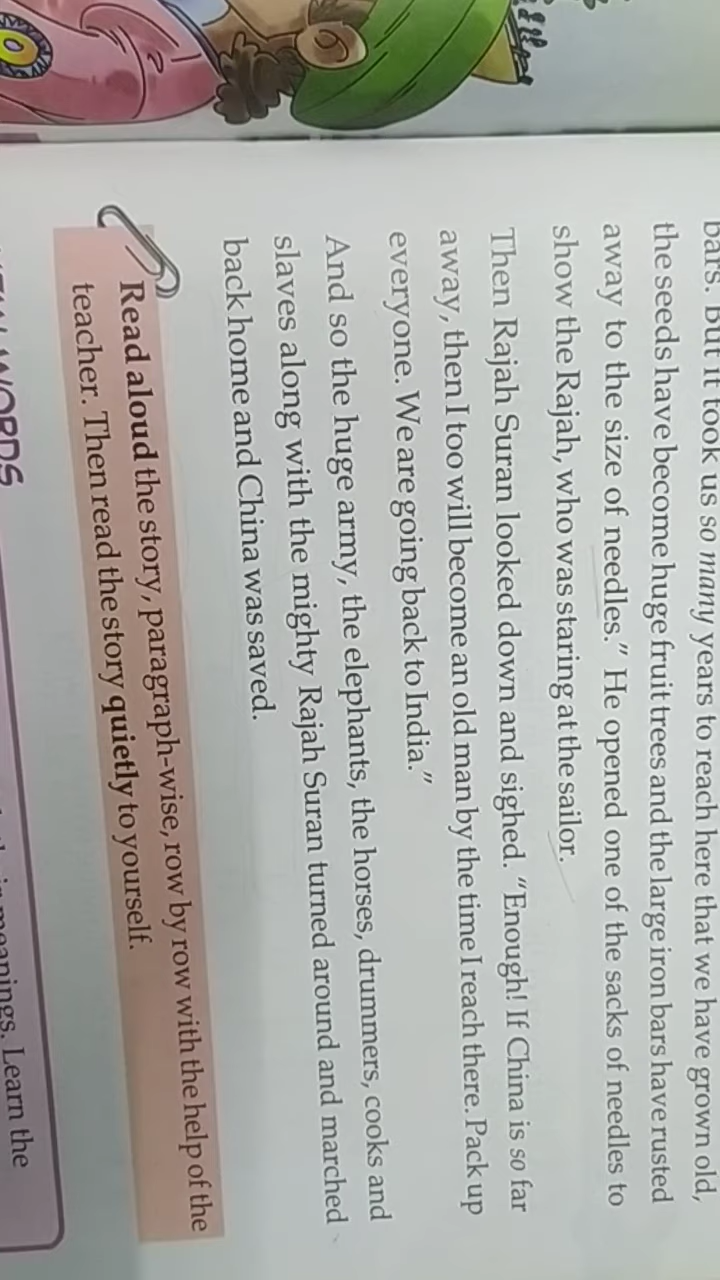 bars. But it took us so many years to reach here that we have grown old,
the seeds have become huge fruit trees and the large iron bars have rusted
away to the size of needles." He opened one of the sacks of needles to
show the Rajah, who was staring at the sailor.
Then Rajah Suran looked down and sighed. "Enough! If China is so far
away, then I too will become an old man by the time I reach there. Pack up
everyone. We are going back to India."
And so the huge army, the elephants, the horses, drummers, cooks and
slaves along with the mighty Rajah Suran turned around and marched
back home and China was saved.
Read aloud the story, paragraph-wise, row by row with the help of the
teacher. Then read the story quietly to yourself.
WORDS
meanings. Learn the